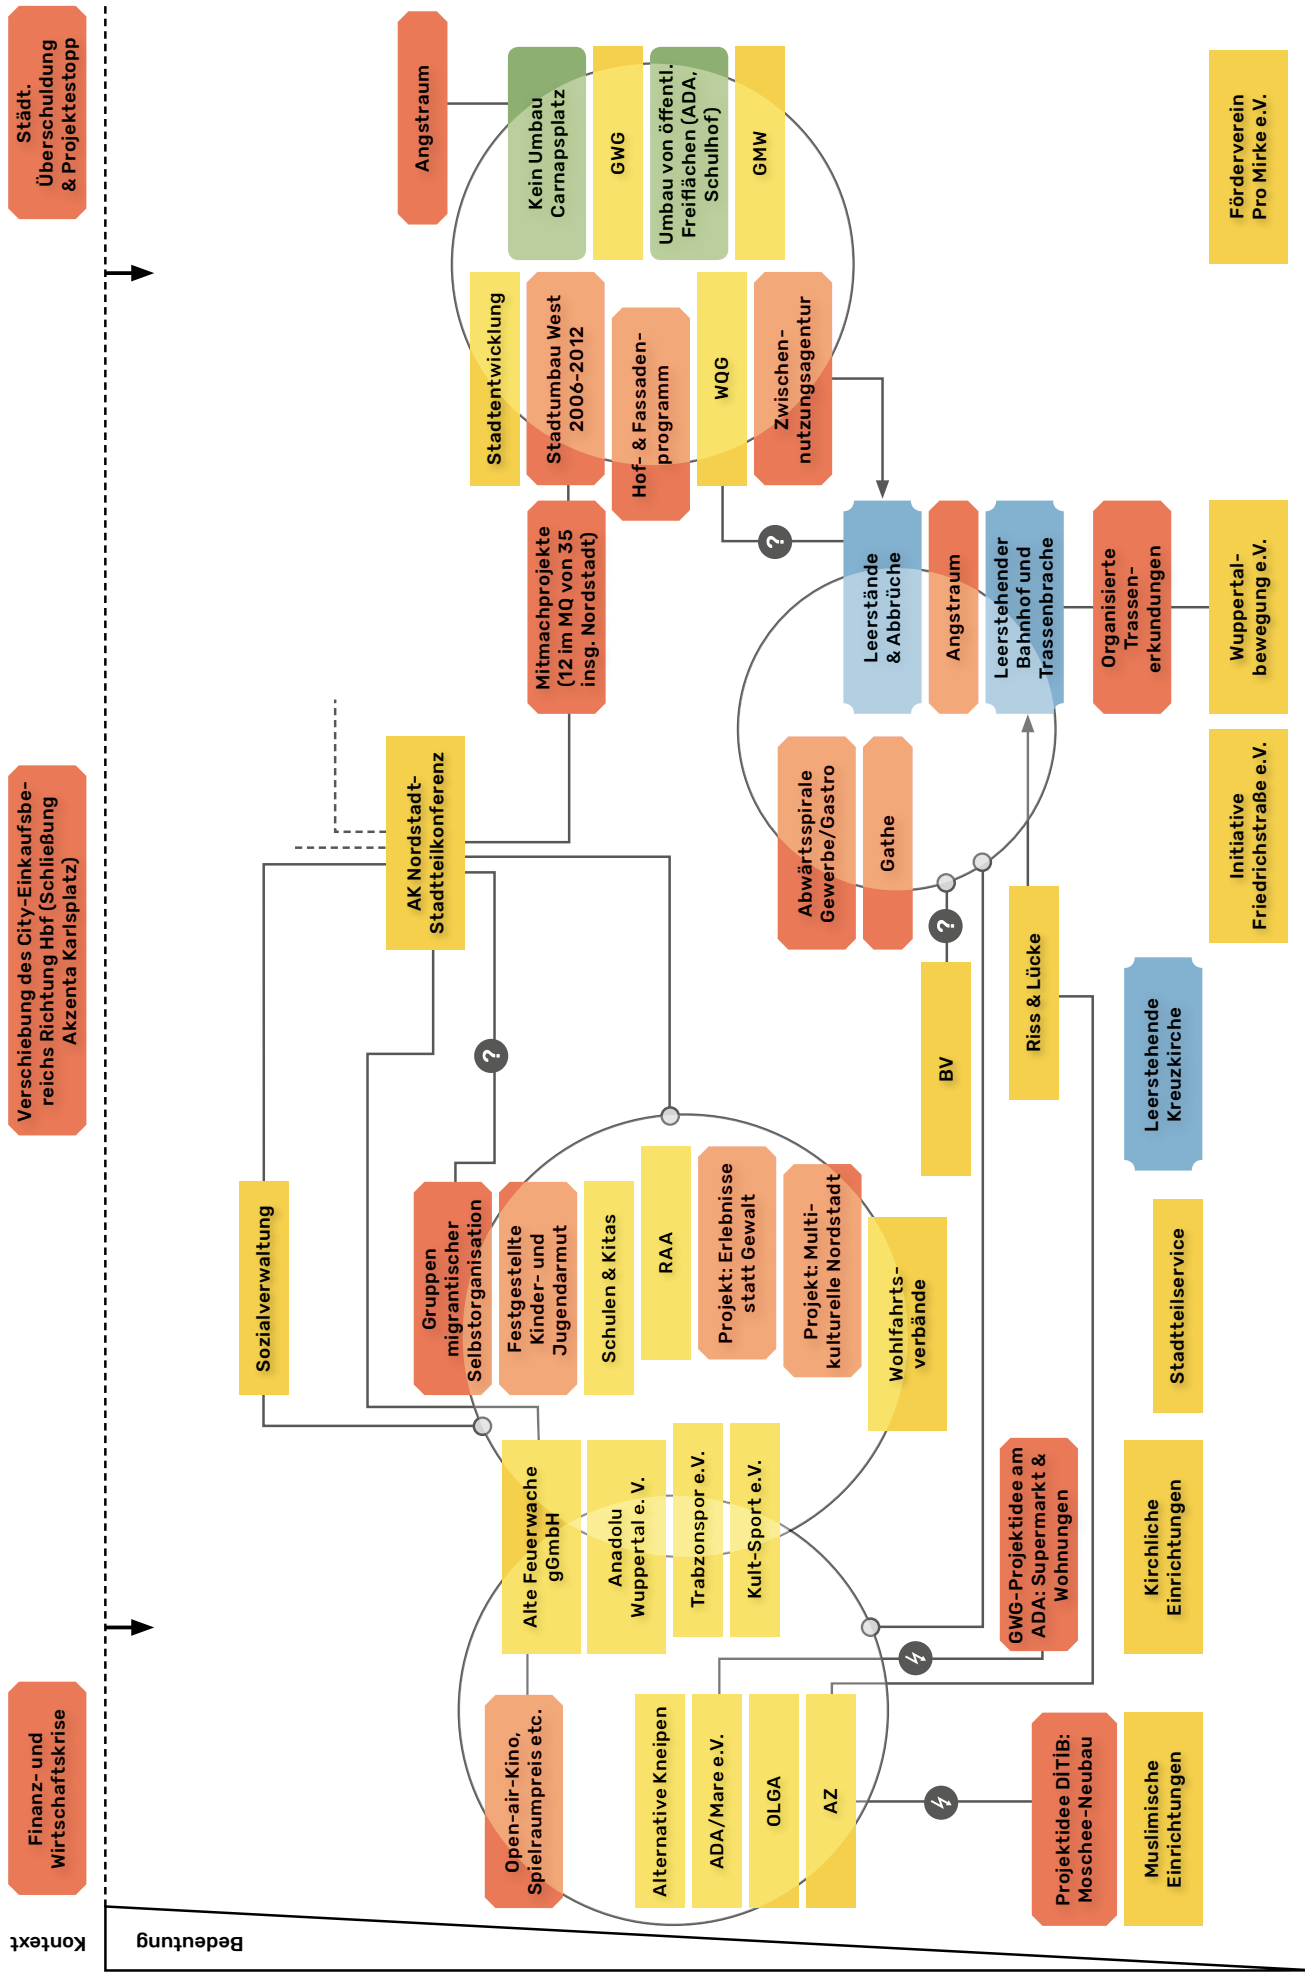 Kontext
Finanz- und
Wirtschaftskrise
Verschiebung des City-Einkaufsbe-
reichs Richtung Hbf (Schließung
Akzenta Karlsplatz)
Städt.
Überschuldung
& Projektestopp
Bedeutung
Sozialverwaltung
AK Nordstadt-
Stadtteilkonferenz
Angstraum
Gruppen
migrantischer
Selbstorganisation
?
Stadtentwicklung
Kein Umbau
Carnapsplatz
Open-air-Kino,
Spielraumpreis etc.
Alte Feuerwache
gGmbH
Festgestellte
Kinder- und
Jugendarmut
Mitmachprojekte
(12 im MQ von 35
insg. Nordstadt)
Stadtumbau West
2006-2012
GWG
Anadolu
Wuppertal e. V.
Schulen & Kitas
Hof- & Fassaden-
programm
Umbau von öffentl.
Freiflächen (ADA,
Schulhof)
Alternative Kneipen
Trabzonspor e.V.
RAA
WQG
GMW
ADA/Mare e.V.
Kult-Sport e.V.
Projekt: Erlebnisse
statt Gewalt
?
Zwischen-
nutzungsagentur
OLGA
Projekt: Multi-
kulturelle Nordstadt
Abwärtsspirale
Gewerbe/Gastro
AZ
Wohlfahrts-
verbände
Gathe
Leerstände
& Abbrüche
BV
?
Angstraum
GWG-Projektidee am
ADA: Supermarkt &
Wohnungen
Riss & Lücke
Leerstehender
Bahnhof und
Trassenbrache
Projektidee DİTİB:
Moschee-Neubau
Organisierte
Trassen-
erkundungen
Muslimische
Einrichtungen
Kirchliche
Einrichtungen
Stadtteilservice
Leerstehende
Kreuzkirche
Initiative
Friedrichstraße e.V.
Wuppertal-
bewegung e.V.
Förderverein
Pro Mirke e.V.